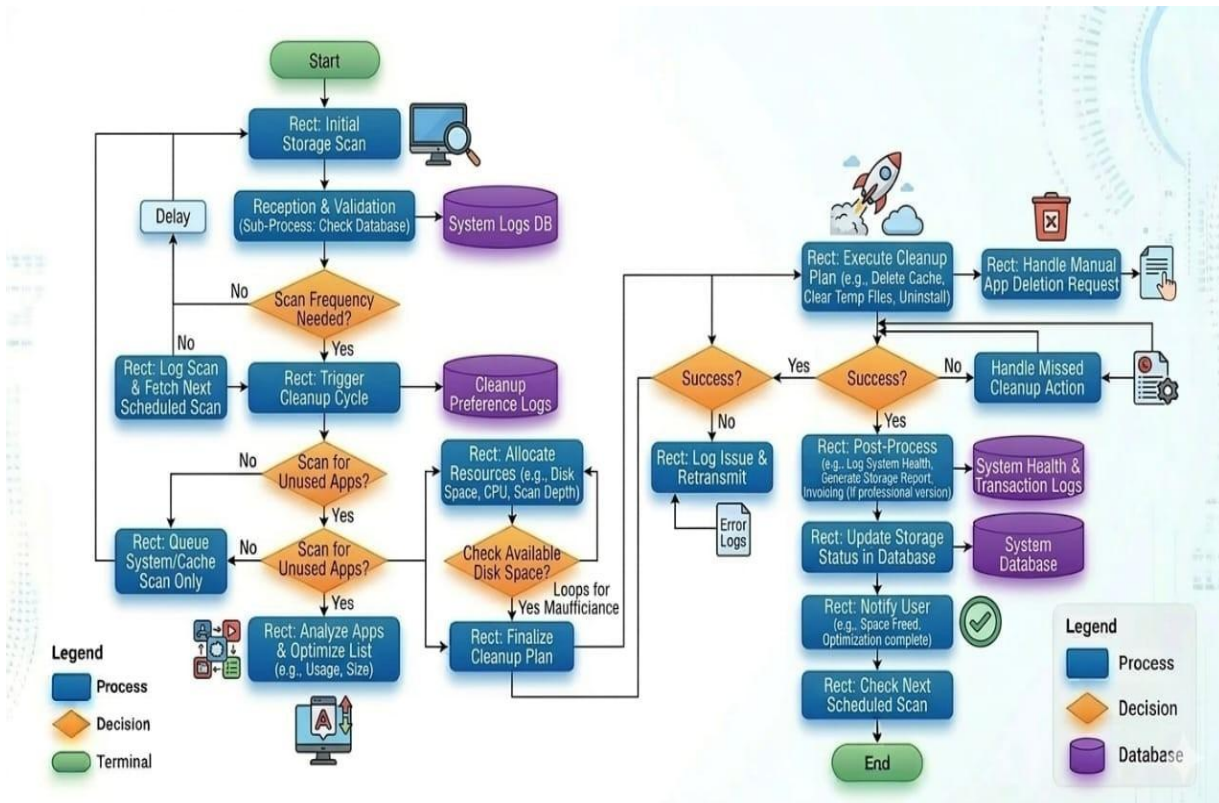 Start
Rect: Initial
Storage Scan
Delay
Reception & Validation
(Sub-Process: Check Database)
System Logs DB
No
Scan Frequency
Needed?
No
Yes
Rect: Log Scan
& Fetch Next
Scheduled Scan
Rect: Trigger
Cleanup Cycle
Cleanup
Preference Logs
No
Scan for
Unused Apps?
Yes
Rect: Queue
System/Cache
Scan Only
No
Scan for
Unused Apps?
Yes
Rect: Analyze Apps
& Optimize List
(e.g., Usage, Size)
A
Rect: Allocate
Resources (e.g., Disk
Space, CPU, Scan Depth)
Check Available
Disk Space?
Loops for
Yes Maufficiance
Rect: Finalize
Cleanup Plan
Rect: Execute Cleanup
Plan (e.g., Delete Cache,
Clear Temp FIles, Uninstall)
Rect: Handle Manual
App Deletion Request
Success?
Yes
Success?
No
Handle Missed
Cleanup Action
No
Yes
Rect: Log Issue &
Retransmit
Error
Logs
Rect: Post-Process
(e.g., Log System Health,
Generate Storage Report,
Invoicing (If professional version)
System Health &
Transaction Logs
Rect: Update Storage
Status in Database
System
Database
Rect: Notify User
(e.g., Space Freed,
Optimization complete)
Rect: Check Next
Scheduled Scan
End
Legend
Process
Decision
Terminal
Legend
Process
Decision
Database